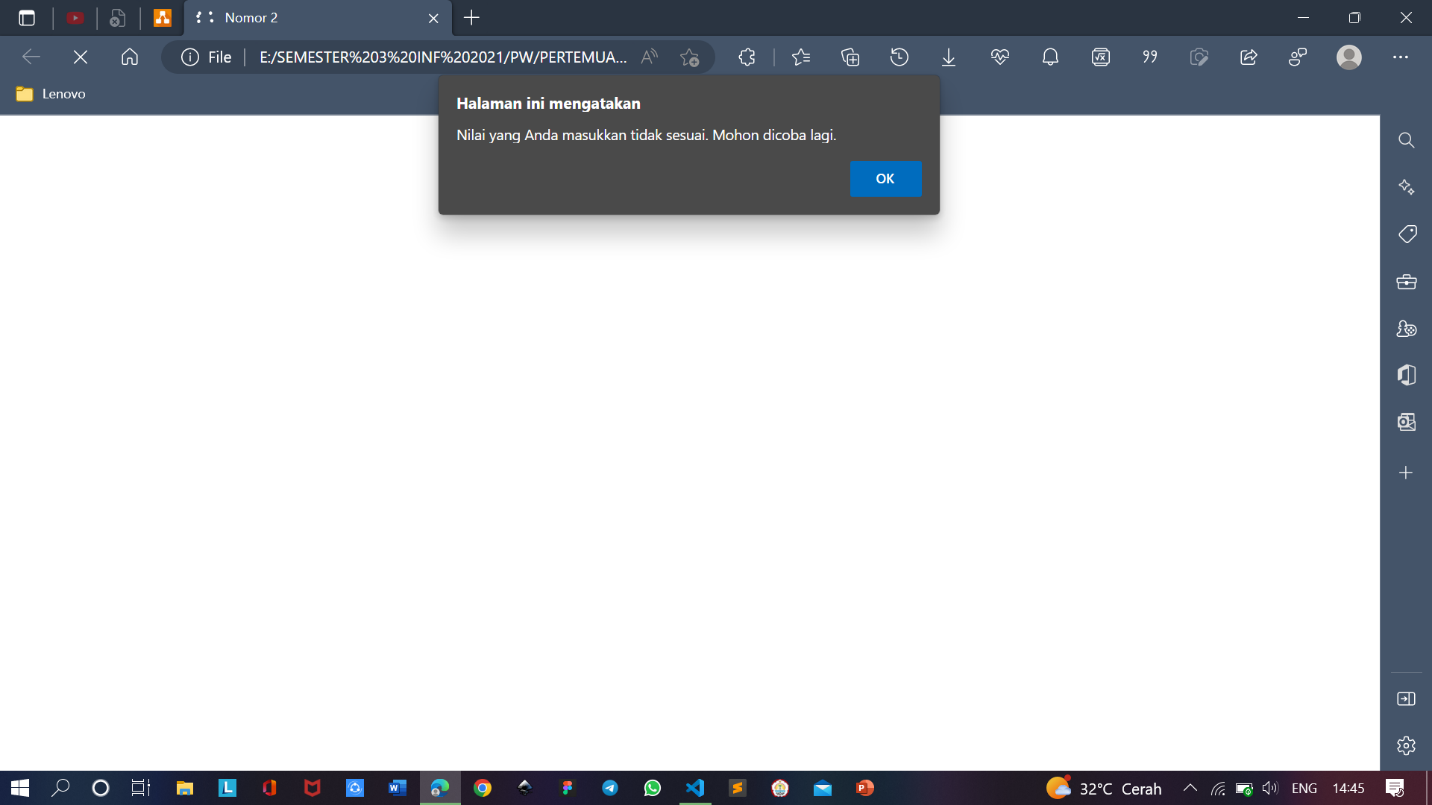 Nomor 2
File
E:/SEMESTER%203%20INF%202021/PW/PERTEMUA...
Lenovo
Halaman ini mengatakan
Nilai yang Anda masukkan tidak sesuai. Mohon dicoba lagi.
OK
32°C Cerah
ENG
14:45